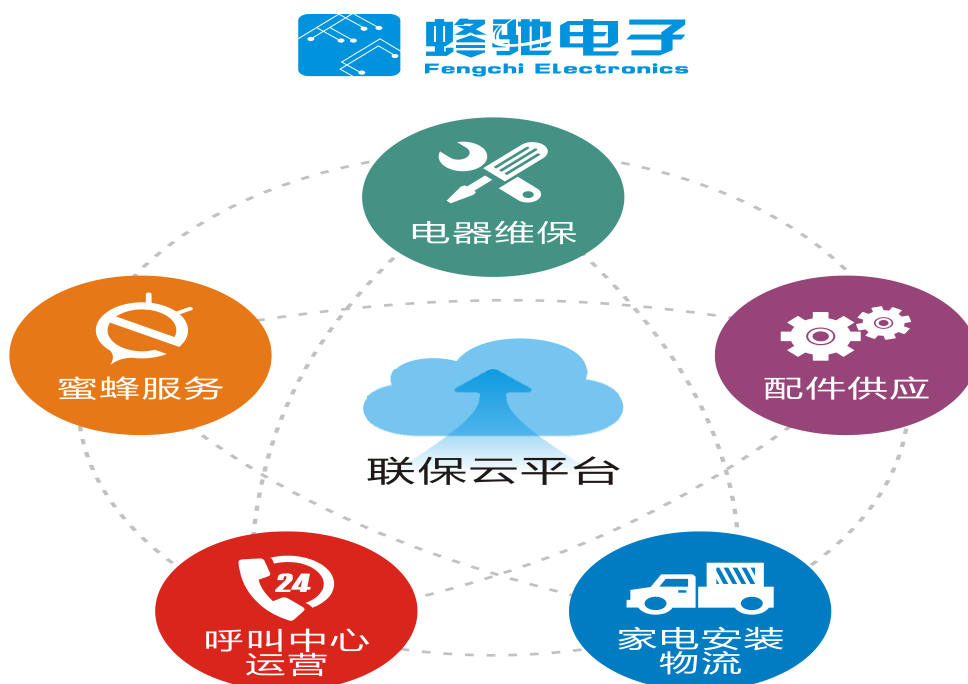 蜂驰电子
Fengchi Electronics
电器维保
蜜蜂服务
配件供应
联保云平台
24
呼叫中心
运营
家电安装
物流